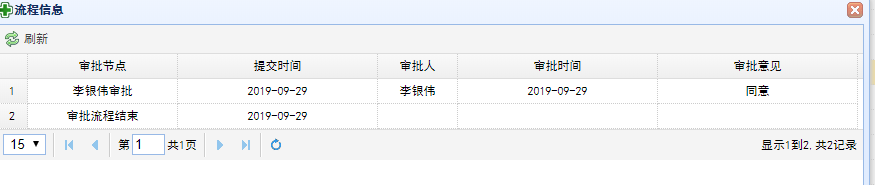 流程信息
刷新
审批节点 提交时间 审批人 审批时间 审批意见
1 李银伟审批 2019-09-29 李银伟 2019-09-29 同意
2 审批流程结束 2019-09-29
15 第 1 共1页 显示1到2,共2记录